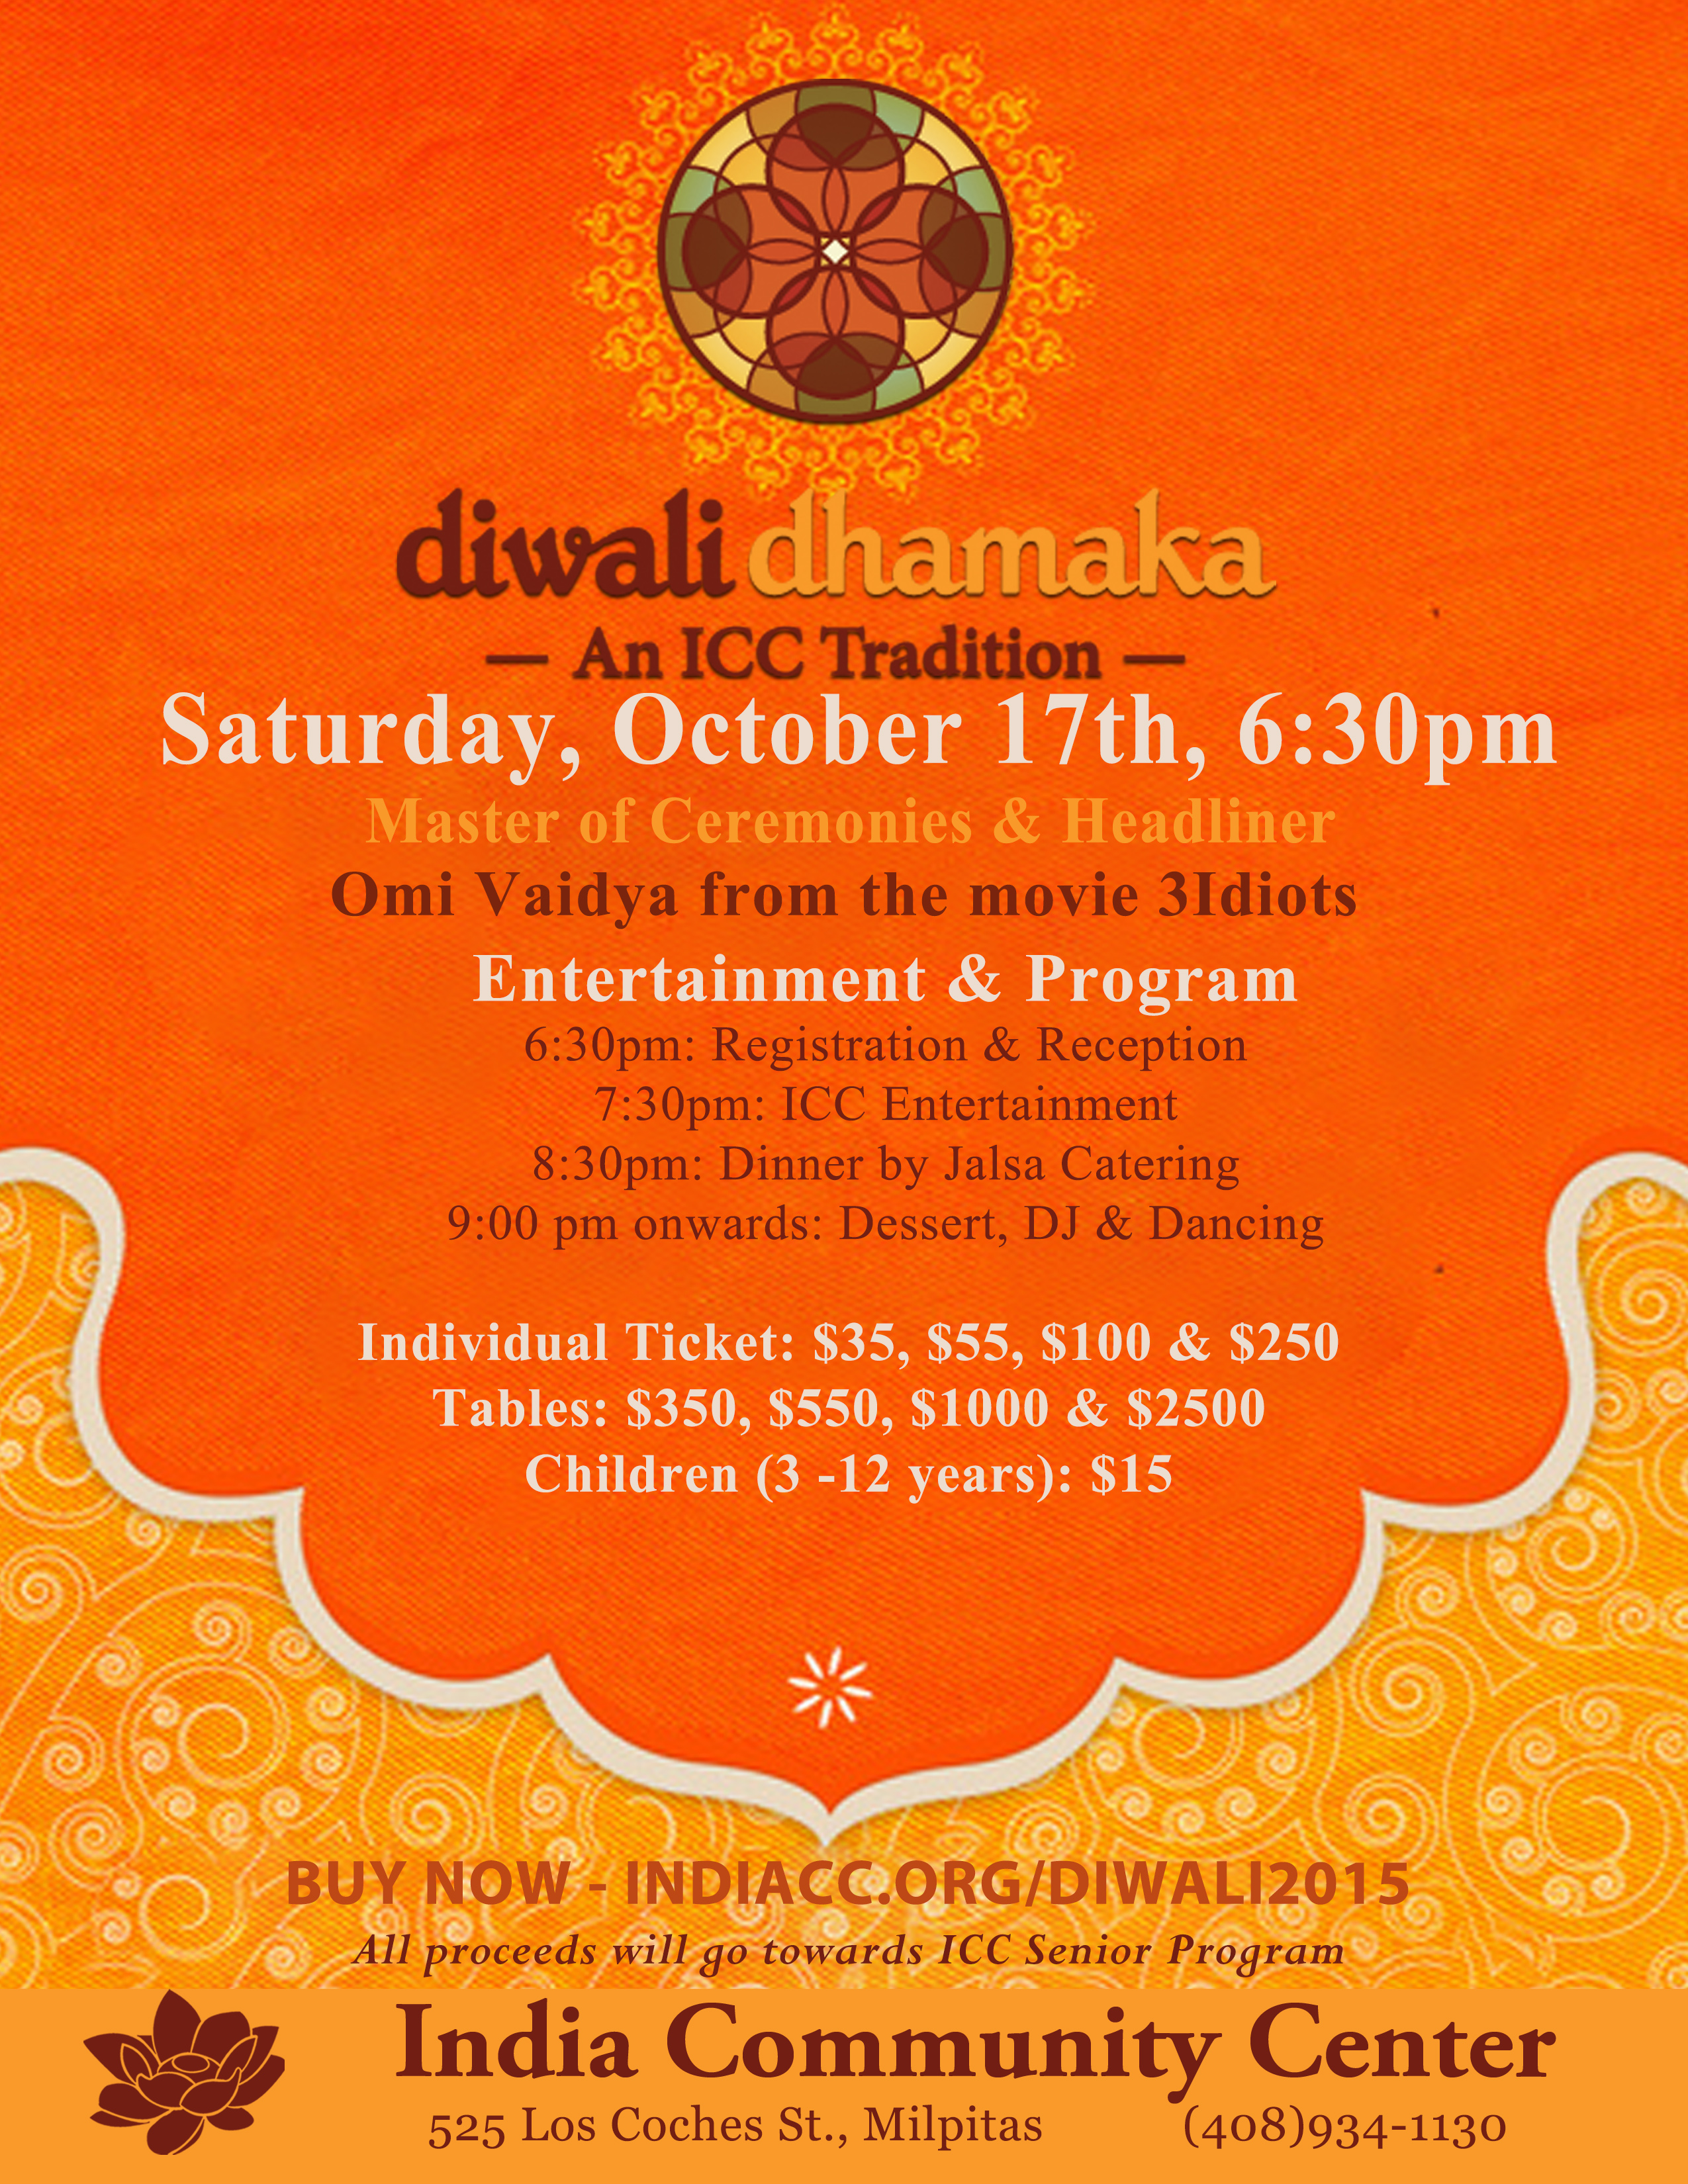 diwali dhamaka
— An ICC Tradition —
Saturday, October 17th, 6:30pm
Master of Ceremonies & Headliner
Omi Vaidya from the movie 3Idiots
Entertainment & Program
6:30pm: Registration & Reception
7:30pm: ICC Entertainment
8:30pm: Dinner by Jalsa Catering
9:00 pm onwards: Dessert, DJ & Dancing
Individual Ticket: $35, $55, $100 & $250
Tables: $350, $550, $1000 & $2500
Children (3 -12 years): $15
BUY NOW - INDIACC.ORG/DIWALI2015
All proceeds will go towards ICC Senior Program
India Community Center
525 Los Coches St., Milpitas (408)934-1130